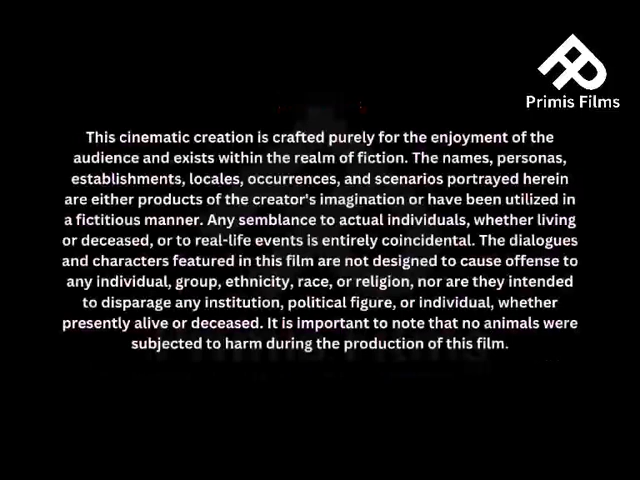 Primis Films
This cinematic creation is crafted purely for the enjoyment of the
audience and exists within the realm of fiction. The names, personas,
establishments, locales, occurrences, and scenarios portrayed herein
are either products of the creator's imagination or have been utilized in
a fictitious manner. Any semblance to actual individuals, whether living
or deceased, or to real-life events is entirely coincidental. The dialogues
and characters featured in this film are not designed to cause offense to
any individual, group, ethnicity, race, or religion, nor are they intended
to disparage any institution, political figure, or individual, whether
presently alive or deceased. It is important to note that no animals were
subjected to harm during the production of this film.